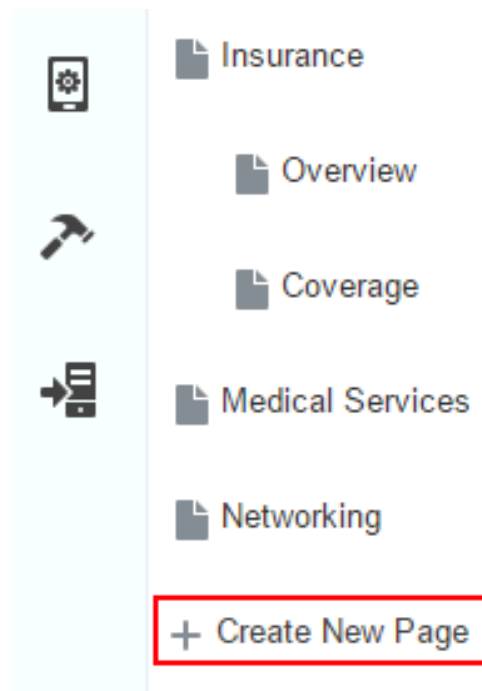 Insurance
Overview
Coverage
Medical Services
Networking
+ Create New Page